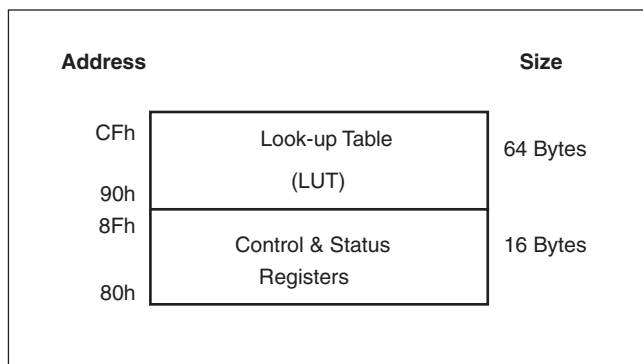 Address
Size
CFh
Look-up Table
64 Bytes
(LUT)
90h
8Fh
Control & Status
16 Bytes
Registers
80h